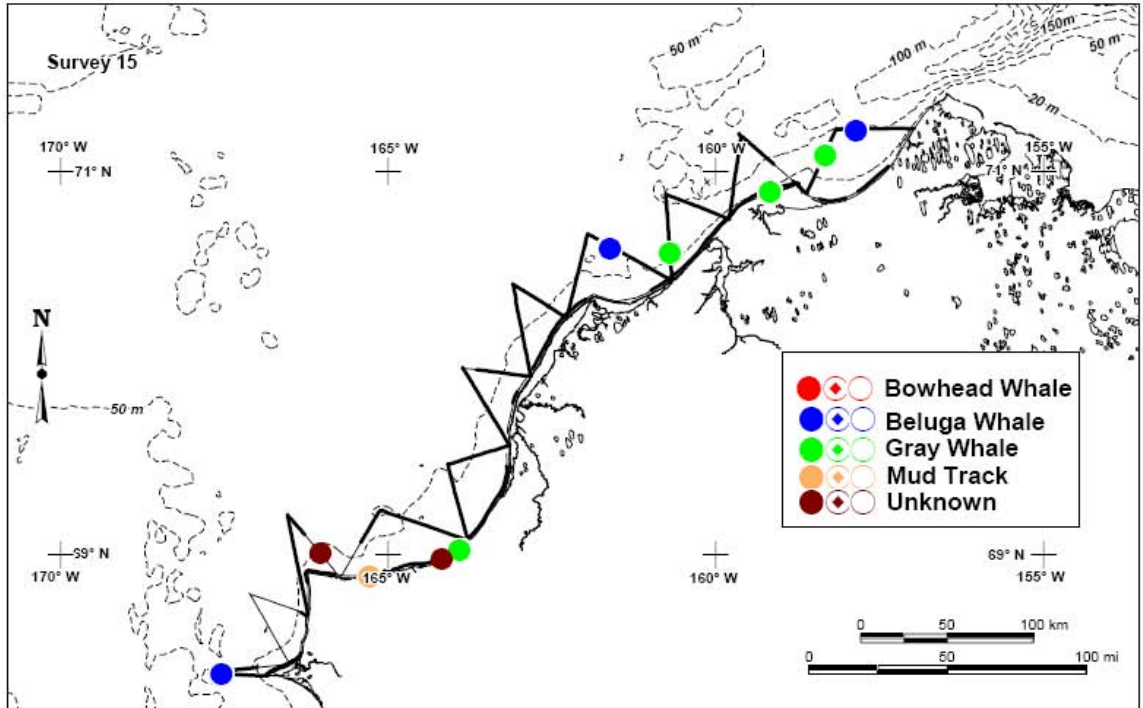 Survey 15
50 m
100 m
150m
50 m
20 m
170° W
165° W
160° W
155° W
71° N
71° N
N
50 m
Bowhead Whale
Beluga Whale
Gray Whale
Mud Track
Unknown
69° N
69° N
170° W
165° W
160° W
155° W
0 50 100 km
0 50 100 mi